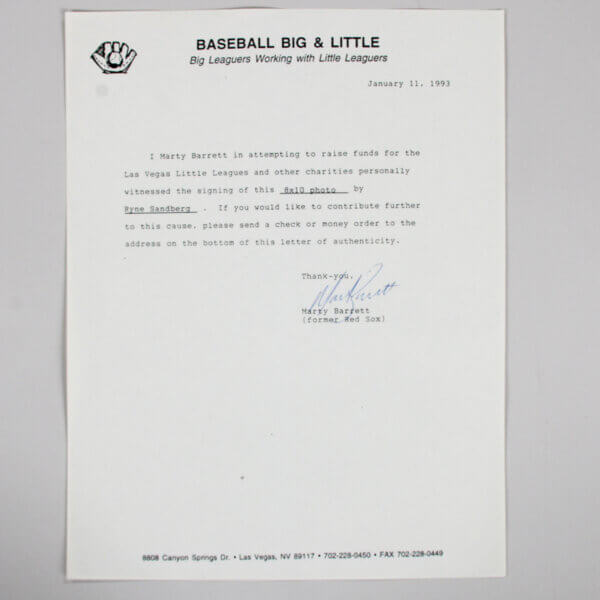 BASEBALL BIG & LITTLE
Big Leaguers Working with Little Leaguers
January 11, 1993
I Marty Barrett in attempting to raise funds for the
Las Vegas Little Leagues and other charities personally
witnessed the signing of this 8x10 photo by
Ryne Sandberg . If you would like to contribute further
to this cause, please send a check or money order to the
address on the bottom of this letter of authenticity.
Thank-you,
Marty Barrett
Marty Barrett
(former Red Sox)
8808 Canyon Springs Dr. • Las Vegas, NV 89117 • 702-228-0450 • FAX 702-228-0449